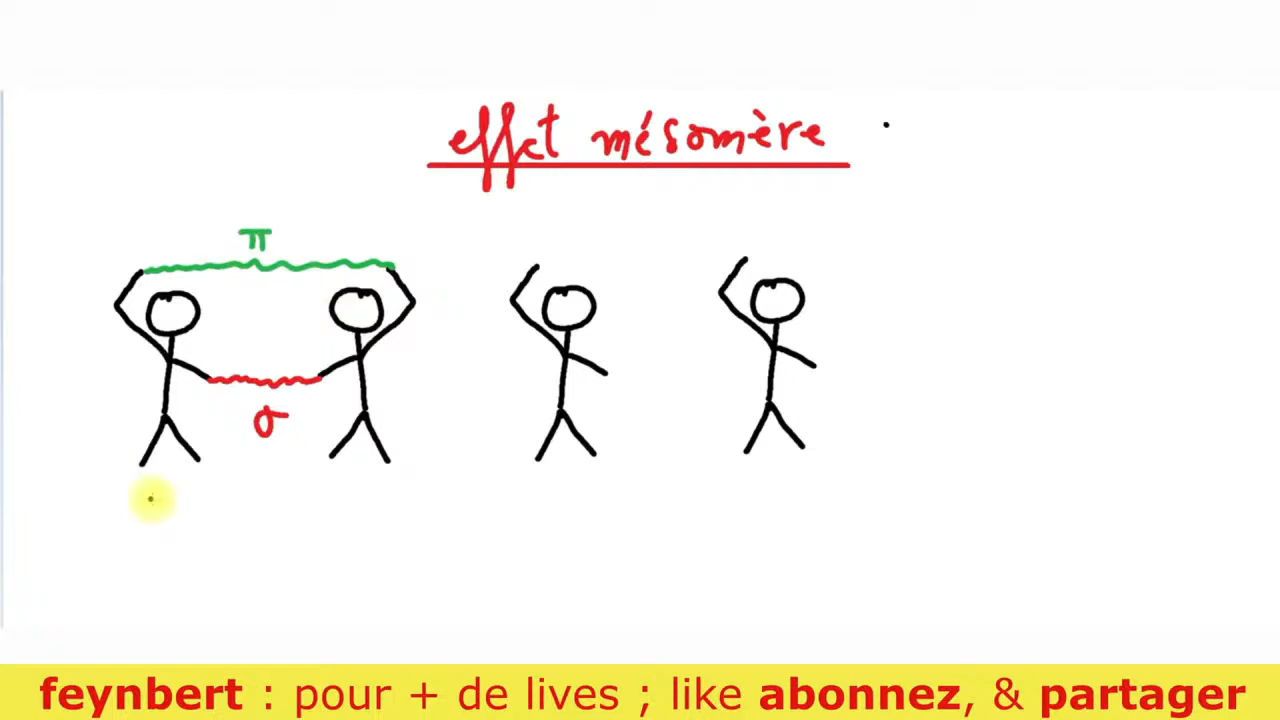 effet mésomère
π
σ
feynbert : pour + de lives ; like abonnez, & partager